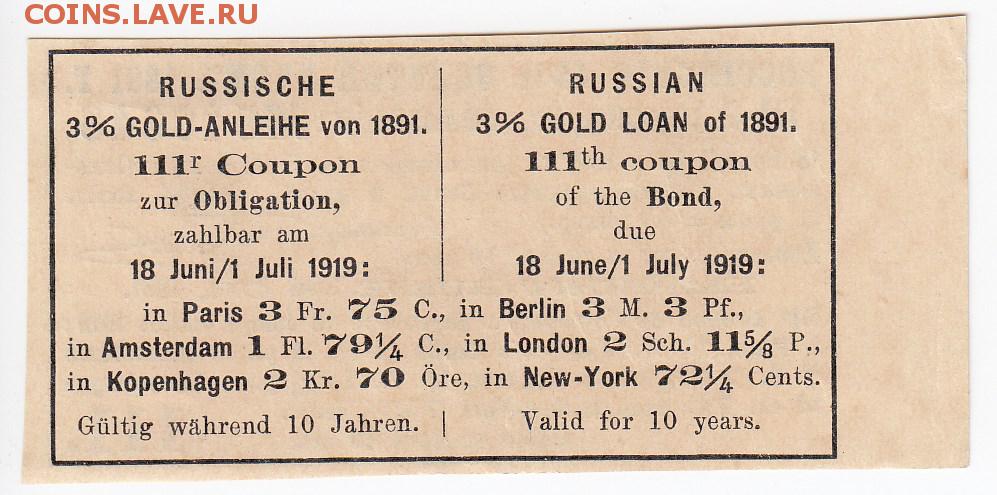 COINS.LAVE.RU
RUSSISCHE
3% GOLD-ANLEIHE von 1891.
111r Coupon
zur Obligation,
zahlbar am
18 Juni/1 Juli 1919:
RUSSIAN
3% GOLD LOAN of 1891.
111th coupon
of the Bond,
due
18 June/1 July 1919:
in Paris 3 Fr. 75 C., in Berlin 3 M. 3 Pf.,
in Amsterdam 1 Fl. 79¼ C., in London 2 Sch. 11⅝ P.,
in Kopenhagen 2 Kr. 70 Öre, in New-York 72¼ Cents.
Gültig während 10 Jahren. | Valid for 10 years.